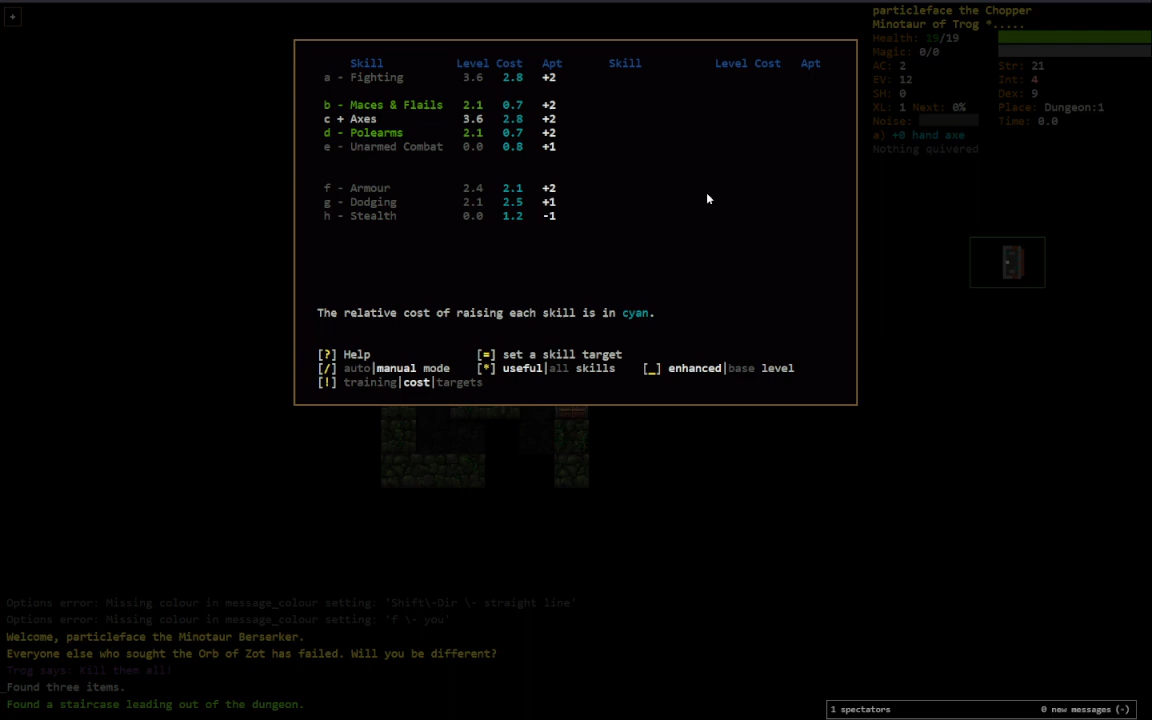 +
particleface the Chopper
Minotaur of Trog *.....
Health: 19/19
Magic: 0/0
AC: 2 Str: 21
EV: 12 Int: 4
SH: 0 Dex: 9
XL: 1 Next: 0% Place: Dungeon:1
Noise: Time: 0.0
a) +0 hand axe
Nothing quivered
Skill Level Cost Apt Skill Level Cost Apt
a - Fighting 3.6 2.8 +2
b - Maces & Flails 2.1 0.7 +2
c + Axes 3.6 2.8 +2
d - Polearms 2.1 0.7 +2
e - Unarmed Combat 0.0 0.8 +1
f - Armour 2.4 2.1 +2
g - Dodging 2.1 2.5 +1
h - Stealth 0.0 1.2 -1
The relative cost of raising each skill is in cyan.
[?] Help [=] set a skill target
[/] auto|manual mode [*] useful|all skills [_] enhanced|base level
[!] training|cost|targets
Options error: Missing colour in message_colour setting: 'Shift\-Dir \- straight line'
Options error: Missing colour in message_colour setting: 'f \- you'
Welcome, particleface the Minotaur Berserker.
Everyone else who sought the Orb of Zot has failed. Will you be different?
Trog says: Kill them all!
_Found three items.
Found a staircase leading out of the dungeon.
1 spectators 0 new messages (-)